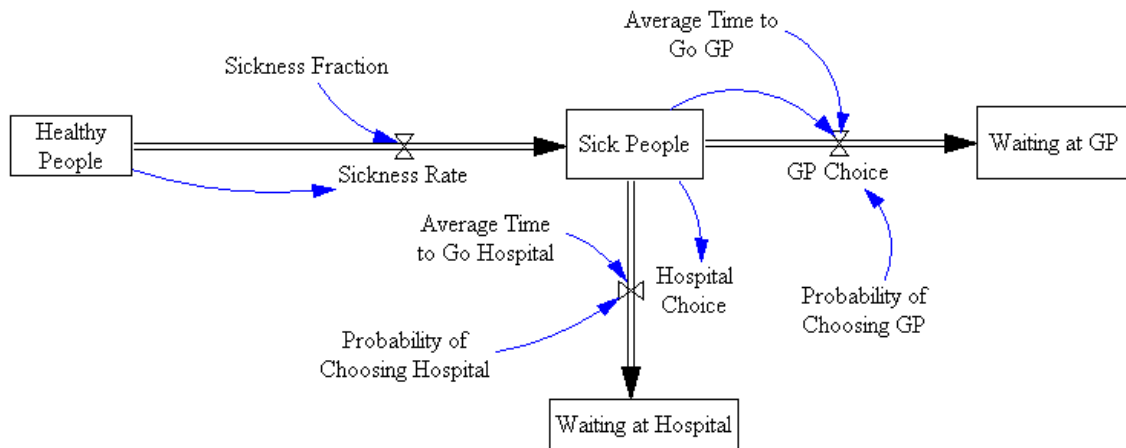 Average Time to
Go GP
Sickness Fraction
Healthy
People
Sick People
Waiting at GP
Sickness Rate
GP Choice
Average Time
to Go Hospital
Hospital
Choice
Probability of
Choosing GP
Probability of
Choosing Hospital
Waiting at Hospital